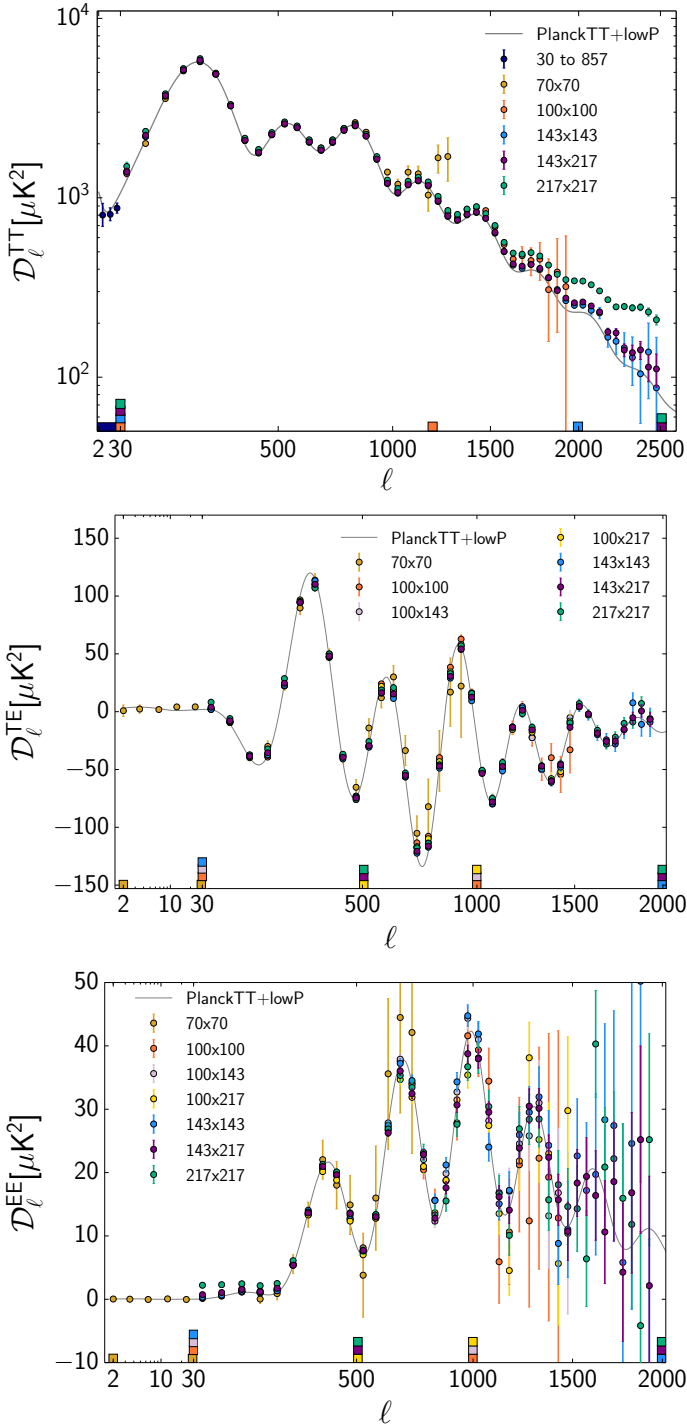 PlanckTT+lowP
30 to 857
70x70
100x100
143x143
143x217
217x217
10^4
10^3
10^2
𝒟_ℓ^TT [μK²]
2 30 500 1000 1500 2000 2500
ℓ
PlanckTT+lowP
70x70
100x100
100x143
100x217
143x143
143x217
217x217
150
100
50
0
−50
−100
−150
𝒟_ℓ^TE [μK²]
2 10 30 500 1000 1500 2000
ℓ
PlanckTT+lowP
70x70
100x100
100x143
100x217
143x143
143x217
217x217
50
40
30
20
10
0
−10
𝒟_ℓ^EE [μK²]
2 10 30 500 1000 1500 2000
ℓ